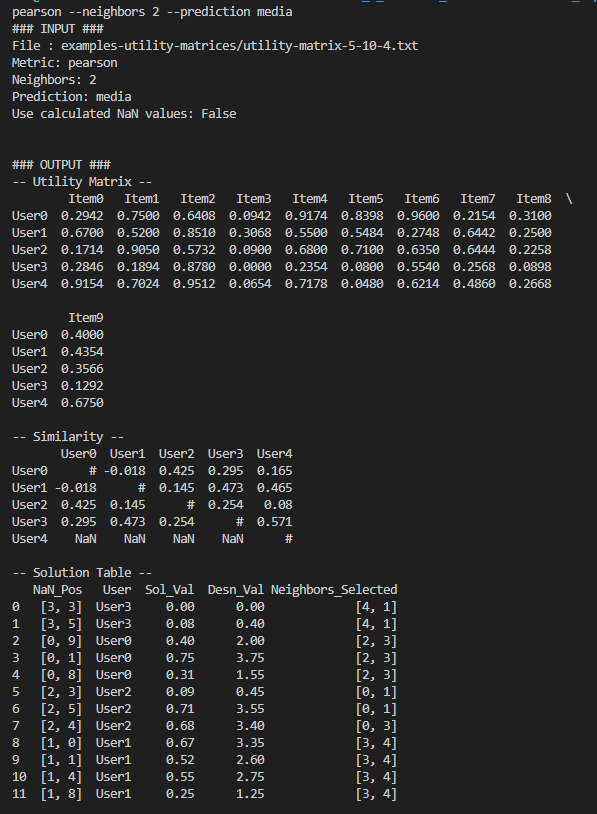 pearson --neighbors 2 --prediction media
### INPUT ###
File : examples-utility-matrices/utility-matrix-5-10-4.txt
Metric: pearson
Neighbors: 2
Prediction: media
Use calculated NaN values: False
### OUTPUT ###
-- Utility Matrix --
Item0 Item1 Item2 Item3 Item4 Item5 Item6 Item7 Item8 \
User0 0.2942 0.7500 0.6408 0.0942 0.9174 0.8398 0.9600 0.2154 0.3100
User1 0.6700 0.5200 0.8510 0.3068 0.5500 0.5484 0.2748 0.6442 0.2500
User2 0.1714 0.9050 0.5732 0.0900 0.6800 0.7100 0.6350 0.6444 0.2258
User3 0.2846 0.1894 0.8780 0.0000 0.2354 0.0800 0.5540 0.2568 0.0898
User4 0.9154 0.7024 0.9512 0.0654 0.7178 0.0480 0.6214 0.4860 0.2668
Item9
User0 0.4000
User1 0.4354
User2 0.3566
User3 0.1292
User4 0.6750
-- Similarity --
User0 User1 User2 User3 User4
User0 # -0.018 0.425 0.295 0.165
User1 -0.018 # 0.145 0.473 0.465
User2 0.425 0.145 # 0.254 0.08
User3 0.295 0.473 0.254 # 0.571
User4 NaN NaN NaN NaN #
-- Solution Table --
NaN_Pos User Sol_Val Desn_Val Neighbors_Selected
0 [3, 3] User3 0.00 0.00 [4, 1]
1 [3, 5] User3 0.08 0.40 [4, 1]
2 [0, 9] User0 0.40 2.00 [2, 3]
3 [0, 1] User0 0.75 3.75 [2, 3]
4 [0, 8] User0 0.31 1.55 [2, 3]
5 [2, 3] User2 0.09 0.45 [0, 1]
6 [2, 5] User2 0.71 3.55 [0, 1]
7 [2, 4] User2 0.68 3.40 [0, 3]
8 [1, 0] User1 0.67 3.35 [3, 4]
9 [1, 1] User1 0.52 2.60 [3, 4]
10 [1, 4] User1 0.55 2.75 [3, 4]
11 [1, 8] User1 0.25 1.25 [3, 4]